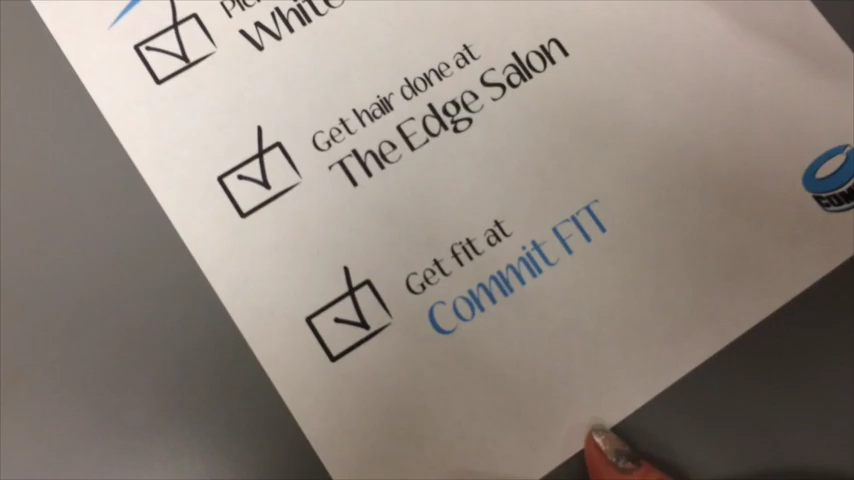 White
Get hair done at
The Edge Salon
Get fit at
Commit FIT